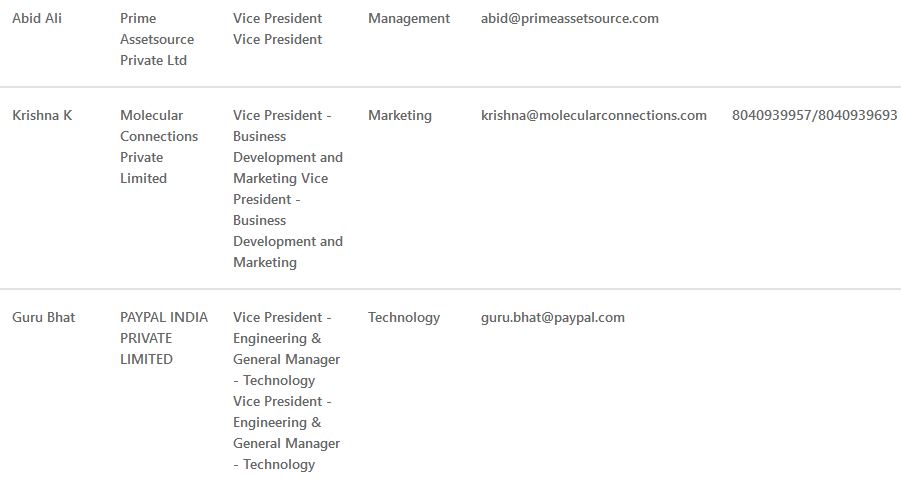 Abid Ali
Prime
Assetsource
Private Ltd
Vice President
Vice President
Management
abid@primeassetsource.com
Krishna K
Molecular
Connections
Private
Limited
Vice President -
Business
Development and
Marketing Vice
President -
Business
Development and
Marketing
Marketing
krishna@molecularconnections.com
8040939957/8040939693
Guru Bhat
PAYPAL INDIA
PRIVATE
LIMITED
Vice President -
Engineering &
General Manager
- Technology
Vice President -
Engineering &
General Manager
- Technology
Technology
guru.bhat@paypal.com